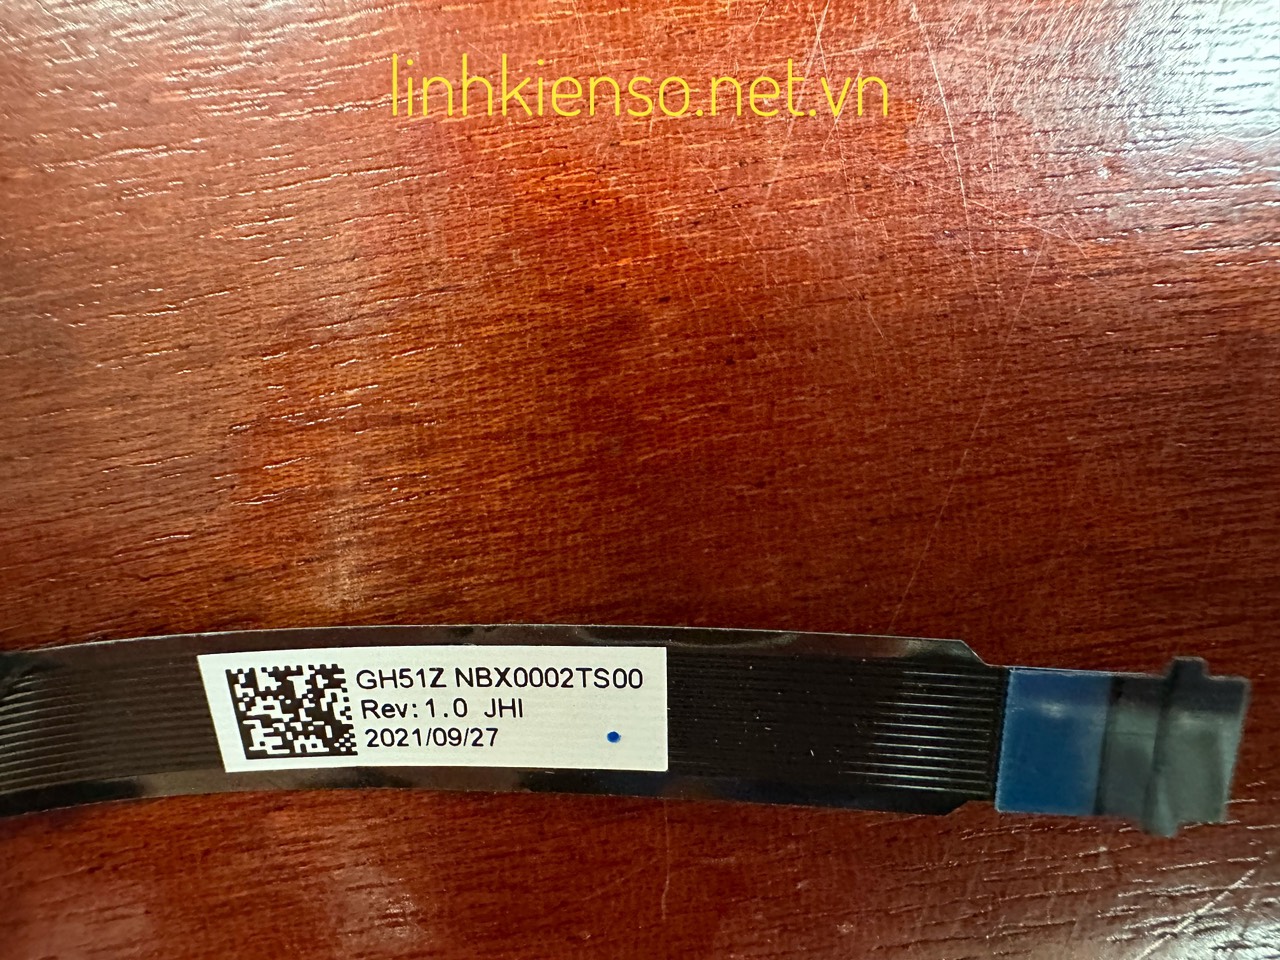 linhkienso.net.vn
GH51Z NBX0002TS00
Rev:1.0 JHI
2021/09/27